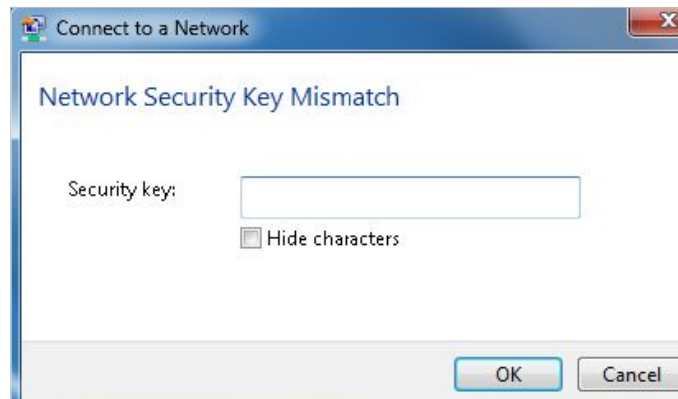 Connect to a Network
Network Security Key Mismatch
Security key:
Hide characters
OK Cancel